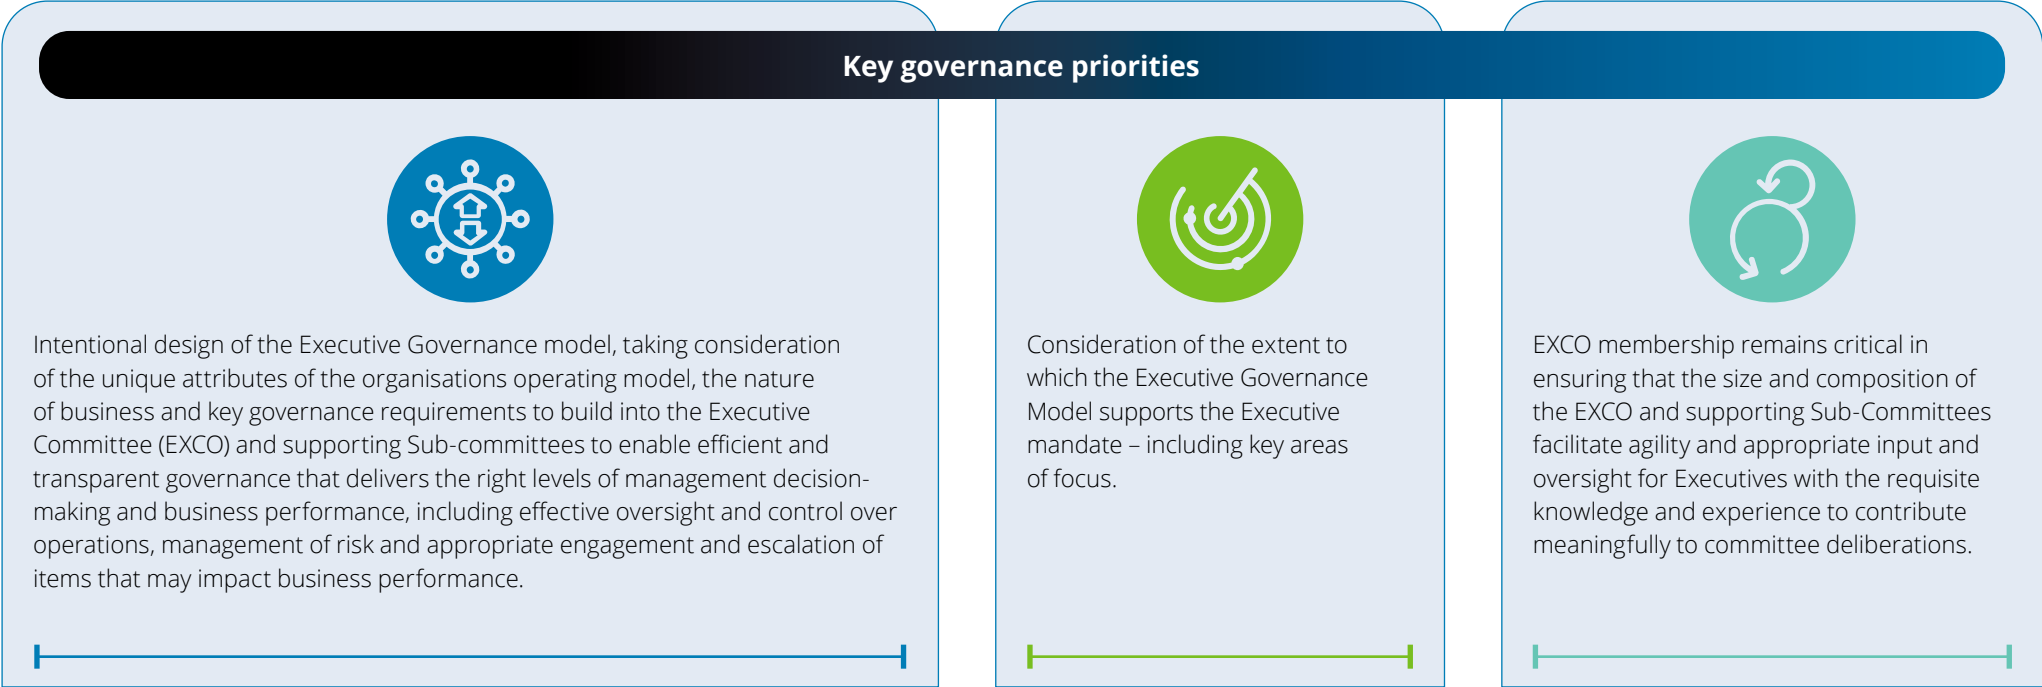 Key governance priorities
Intentional design of the Executive Governance model, taking consideration
of the unique attributes of the organisations operating model, the nature
of business and key governance requirements to build into the Executive
Committee (EXCO) and supporting Sub-committees to enable efficient and
transparent governance that delivers the right levels of management decision-
making and business performance, including effective oversight and control over
operations, management of risk and appropriate engagement and escalation of
items that may impact business performance.
Consideration of the extent to
which the Executive Governance
Model supports the Executive
mandate – including key areas
of focus.
EXCO membership remains critical in
ensuring that the size and composition of
the EXCO and supporting Sub-Committees
facilitate agility and appropriate input and
oversight for Executives with the requisite
knowledge and experience to contribute
meaningfully to committee deliberations.